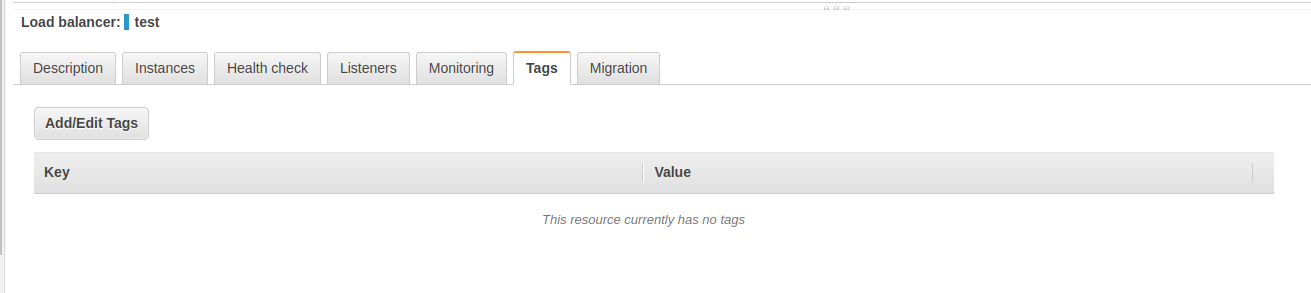 Load balancer: test
Description Instances Health check Listeners Monitoring Tags Migration
Add/Edit Tags
Key Value
This resource currently has no tags